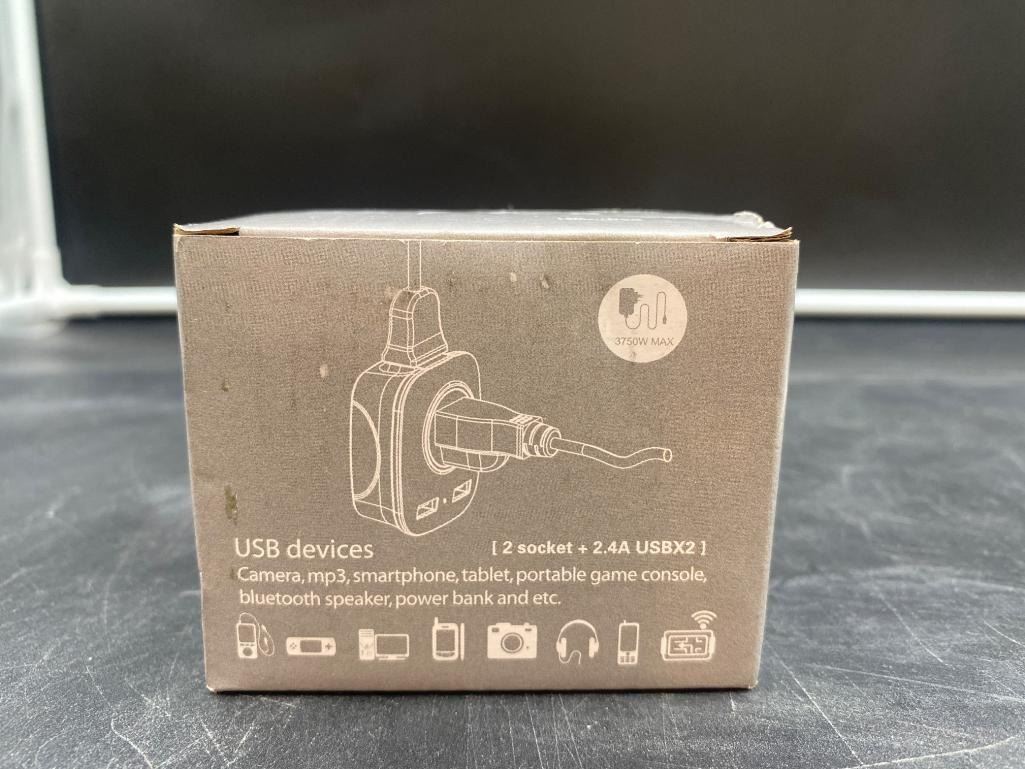 3750W MAX
USB devices
[ 2 socket + 2.4A USBX2 ]
Camera, mp3, smartphone, tablet, portable game console,
bluetooth speaker, power bank and etc.